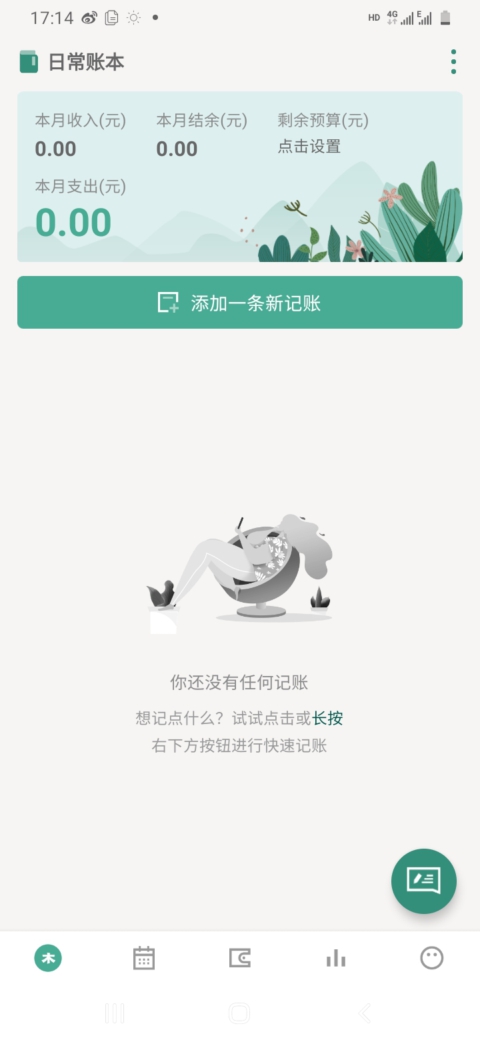 17:14
HD 4G E
日常账本
本月收入(元) 本月结余(元) 剩余预算(元)
0.00 0.00 点击设置
本月支出(元)
0.00
添加一条新记账
你还没有任何记账
想记点什么？试试点击或长按
右下方按钮进行快速记账
木